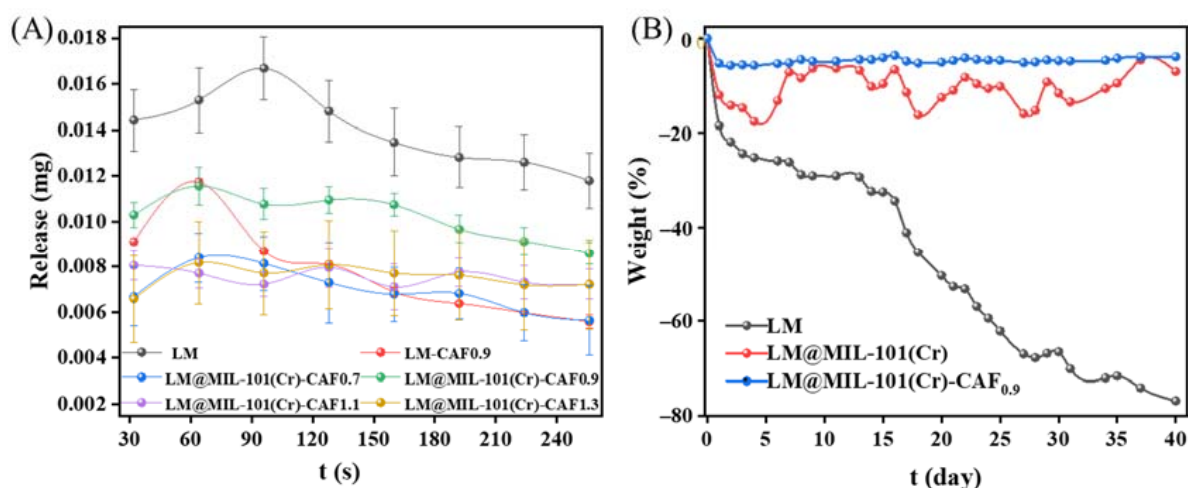 (A)
0.018
0.016
0.014
0.012
0.010
0.008
0.006
0.004
0.002
Release (mg)
LM
LM-CAF0.9
LM@MIL-101(Cr)-CAF0.7
LM@MIL-101(Cr)-CAF0.9
LM@MIL-101(Cr)-CAF1.1
LM@MIL-101(Cr)-CAF1.3
30 60 90 120 150 180 210 240
t (s)
(B)
0
−20
−40
−60
−80
Weight (%)
LM
LM@MIL-101(Cr)
LM@MIL-101(Cr)-CAF0.9
0 5 10 15 20 25 30 35 40
t (day)